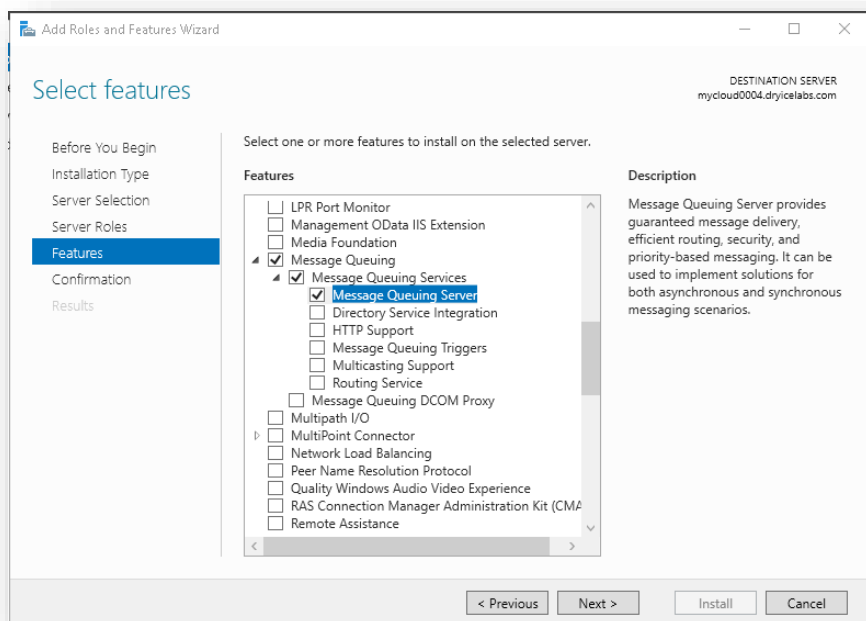 Add Roles and Features Wizard
Select features
DESTINATION SERVER
mycloud0004.dryicelabs.com
Before You Begin
Installation Type
Server Selection
Server Roles
Features
Confirmation
Results
Select one or more features to install on the selected server.
Features
LPR Port Monitor
Management OData IIS Extension
Media Foundation
Message Queuing
Message Queuing Services
Message Queuing Server
Directory Service Integration
HTTP Support
Message Queuing Triggers
Multicasting Support
Routing Service
Message Queuing DCOM Proxy
Multipath I/O
MultiPoint Connector
Network Load Balancing
Peer Name Resolution Protocol
Quality Windows Audio Video Experience
RAS Connection Manager Administration Kit (CMA
Remote Assistance
Description
Message Queuing Server provides
guaranteed message delivery,
efficient routing, security, and
priority-based messaging. It can be
used to implement solutions for
both asynchronous and synchronous
messaging scenarios.
< Previous
Next >
Install
Cancel